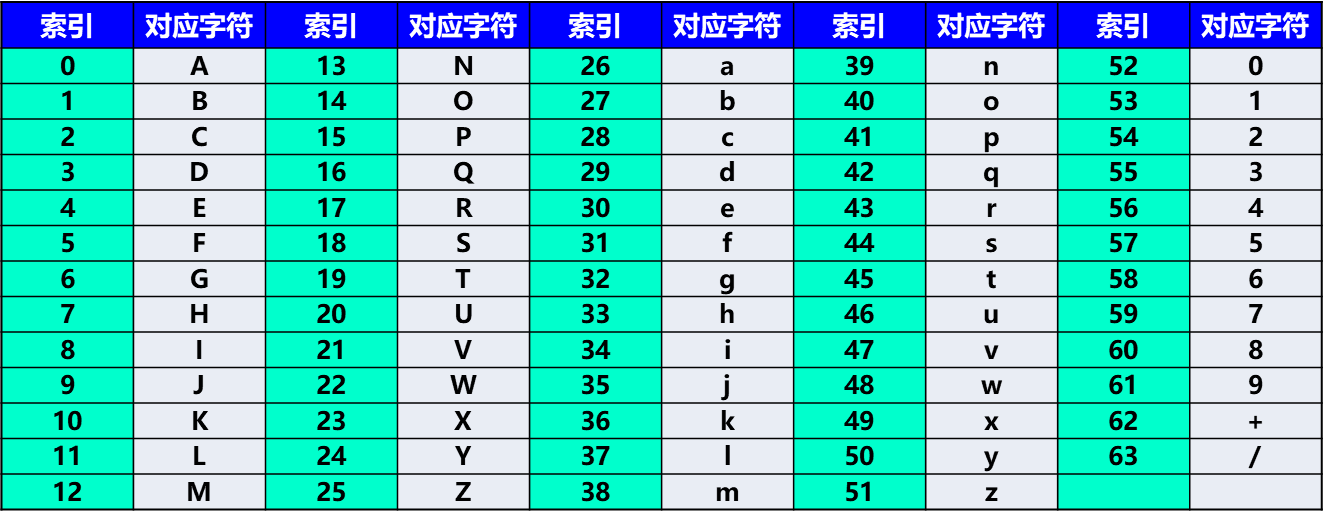 索引 对应字符 索引 对应字符 索引 对应字符 索引 对应字符 索引 对应字符
0 A 13 N 26 a 39 n 52 0
1 B 14 O 27 b 40 o 53 1
2 C 15 P 28 c 41 p 54 2
3 D 16 Q 29 d 42 q 55 3
4 E 17 R 30 e 43 r 56 4
5 F 18 S 31 f 44 s 57 5
6 G 19 T 32 g 45 t 58 6
7 H 20 U 33 h 46 u 59 7
8 I 21 V 34 i 47 v 60 8
9 J 22 W 35 j 48 w 61 9
10 K 23 X 36 k 49 x 62 +
11 L 24 Y 37 l 50 y 63 /
12 M 25 Z 38 m 51 z